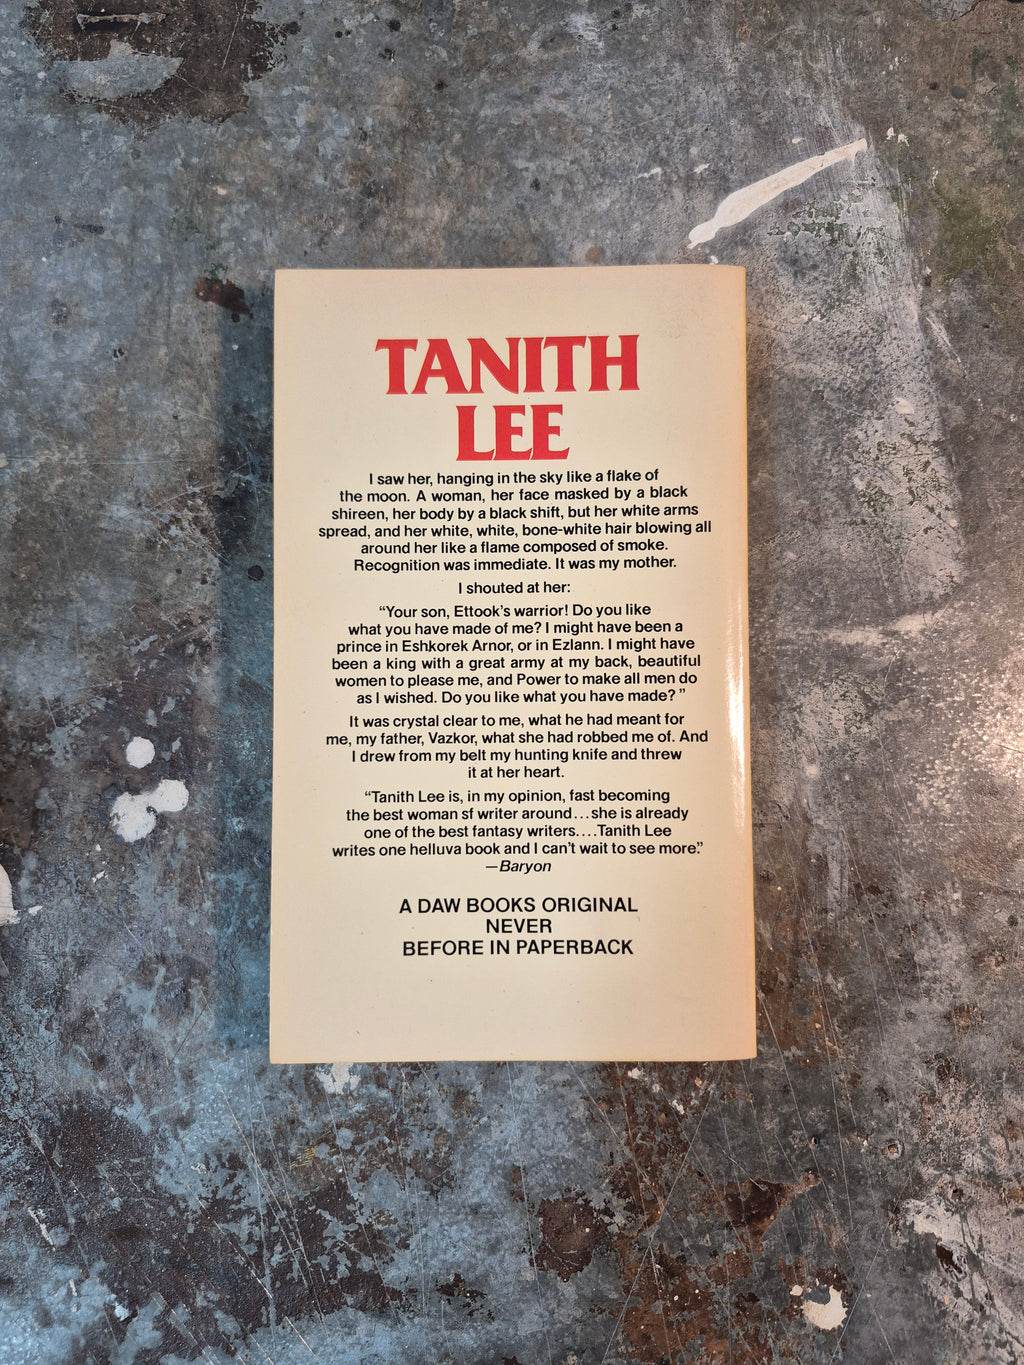 TANITH
LEE
I saw her, hanging in the sky like a flake of
the moon. A woman, her face masked by a black
shireen, her body by a black shift, but her white arms
spread, and her white, white, bone-white hair blowing all
around her like a flame composed of smoke.
Recognition was immediate. It was my mother.
I shouted at her:
“Your son, Ettook’s warrior! Do you like
what you have made of me? I might have been a
prince in Eshkorek Arnor, or in Ezlann. I might have
been a king with a great army at my back, beautiful
women to please me, and Power to make all men do
as I wished. Do you like what you have made?”
It was crystal clear to me, what he had meant for
me, my father, Vazkor, what she had robbed me of. And
I drew from my belt my hunting knife and threw
it at her heart.
“Tanith Lee is, in my opinion, fast becoming
the best woman sf writer around...she is already
one of the best fantasy writers....Tanith Lee
writes one helluva book and I can’t wait to see more.”
—Baryon
A DAW BOOKS ORIGINAL
NEVER
BEFORE IN PAPERBACK